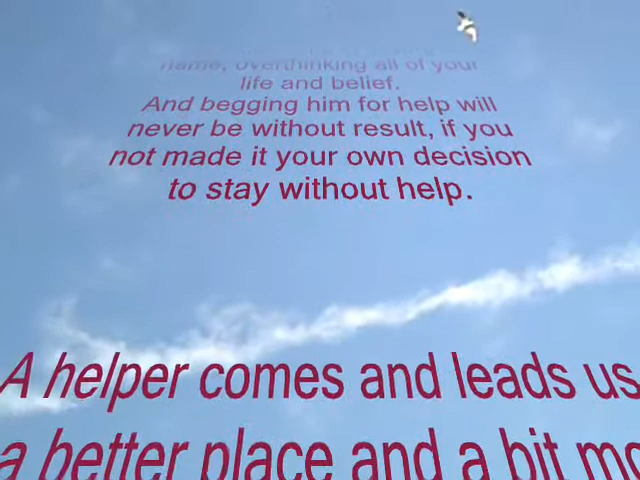 name, overthinking all of your
life and belief.
And begging him for help will
never be without result, if you
not made it your own decision
to stay without help.
A helper comes and leads us
a better place and a bit